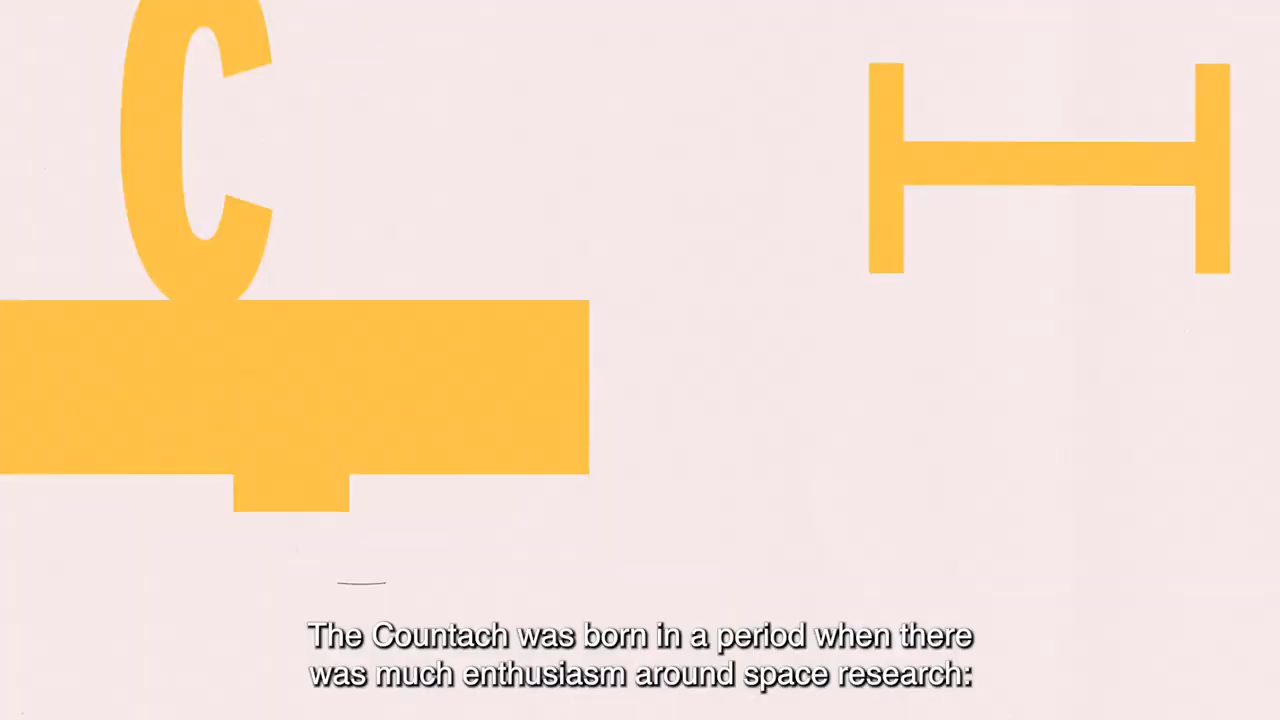 C H
The Countach was born in a period when there
was much enthusiasm around space research: